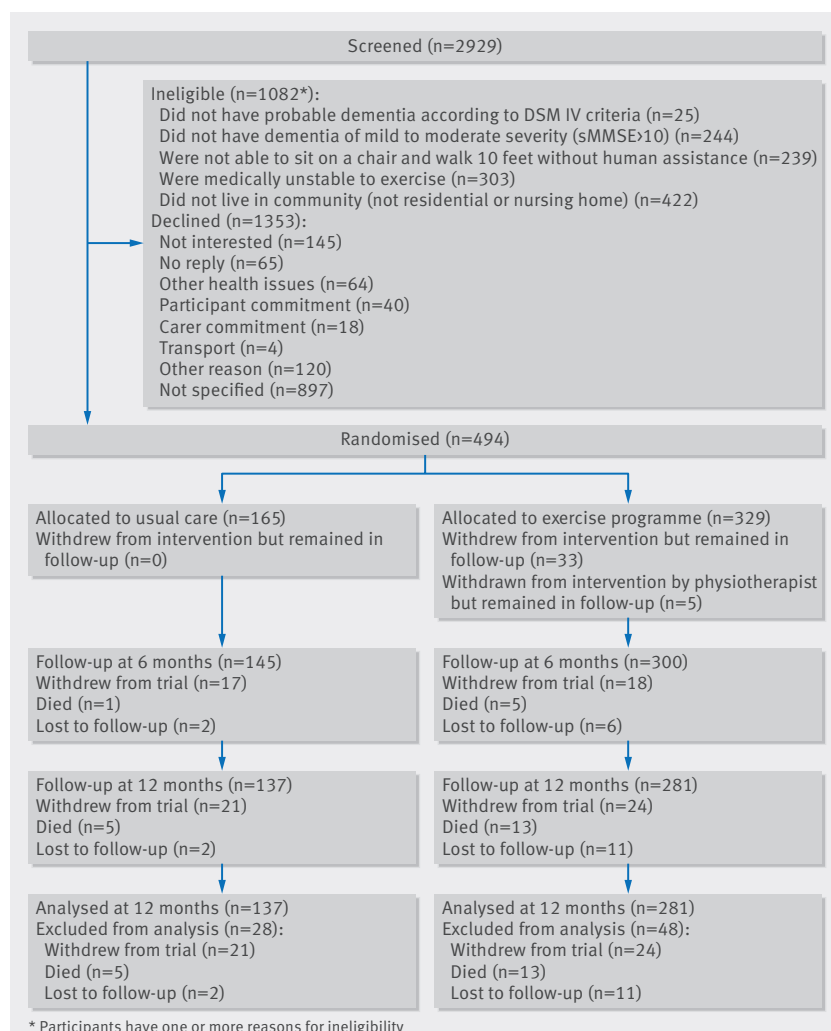 Screened (n=2929)
Ineligible (n=1082*):
Did not have probable dementia according to DSM IV criteria (n=25)
Did not have dementia of mild to moderate severity (sMMSE>10) (n=244)
Were not able to sit on a chair and walk 10 feet without human assistance (n=239)
Were medically unstable to exercise (n=303)
Did not live in community (not residential or nursing home) (n=422)
Declined (n=1353):
Not interested (n=145)
No reply (n=65)
Other health issues (n=64)
Participant commitment (n=40)
Carer commitment (n=18)
Transport (n=4)
Other reason (n=120)
Not specified (n=897)
Randomised (n=494)
Allocated to usual care (n=165)
Withdrew from intervention but remained in
follow-up (n=0)
Allocated to exercise programme (n=329)
Withdrew from intervention but remained in
follow-up (n=33)
Withdrawn from intervention by physiotherapist
but remained in follow-up (n=5)
Follow-up at 6 months (n=145)
Withdrew from trial (n=17)
Died (n=1)
Lost to follow-up (n=2)
Follow-up at 6 months (n=300)
Withdrew from trial (n=18)
Died (n=5)
Lost to follow-up (n=6)
Follow-up at 12 months (n=137)
Withdrew from trial (n=21)
Died (n=5)
Lost to follow-up (n=2)
Follow-up at 12 months (n=281)
Withdrew from trial (n=24)
Died (n=13)
Lost to follow-up (n=11)
Analysed at 12 months (n=137)
Excluded from analysis (n=28):
Withdrew from trial (n=21)
Died (n=5)
Lost to follow-up (n=2)
Analysed at 12 months (n=281)
Excluded from analysis (n=48):
Withdrew from trial (n=24)
Died (n=13)
Lost to follow-up (n=11)
* Participants have one or more reasons for ineligibility